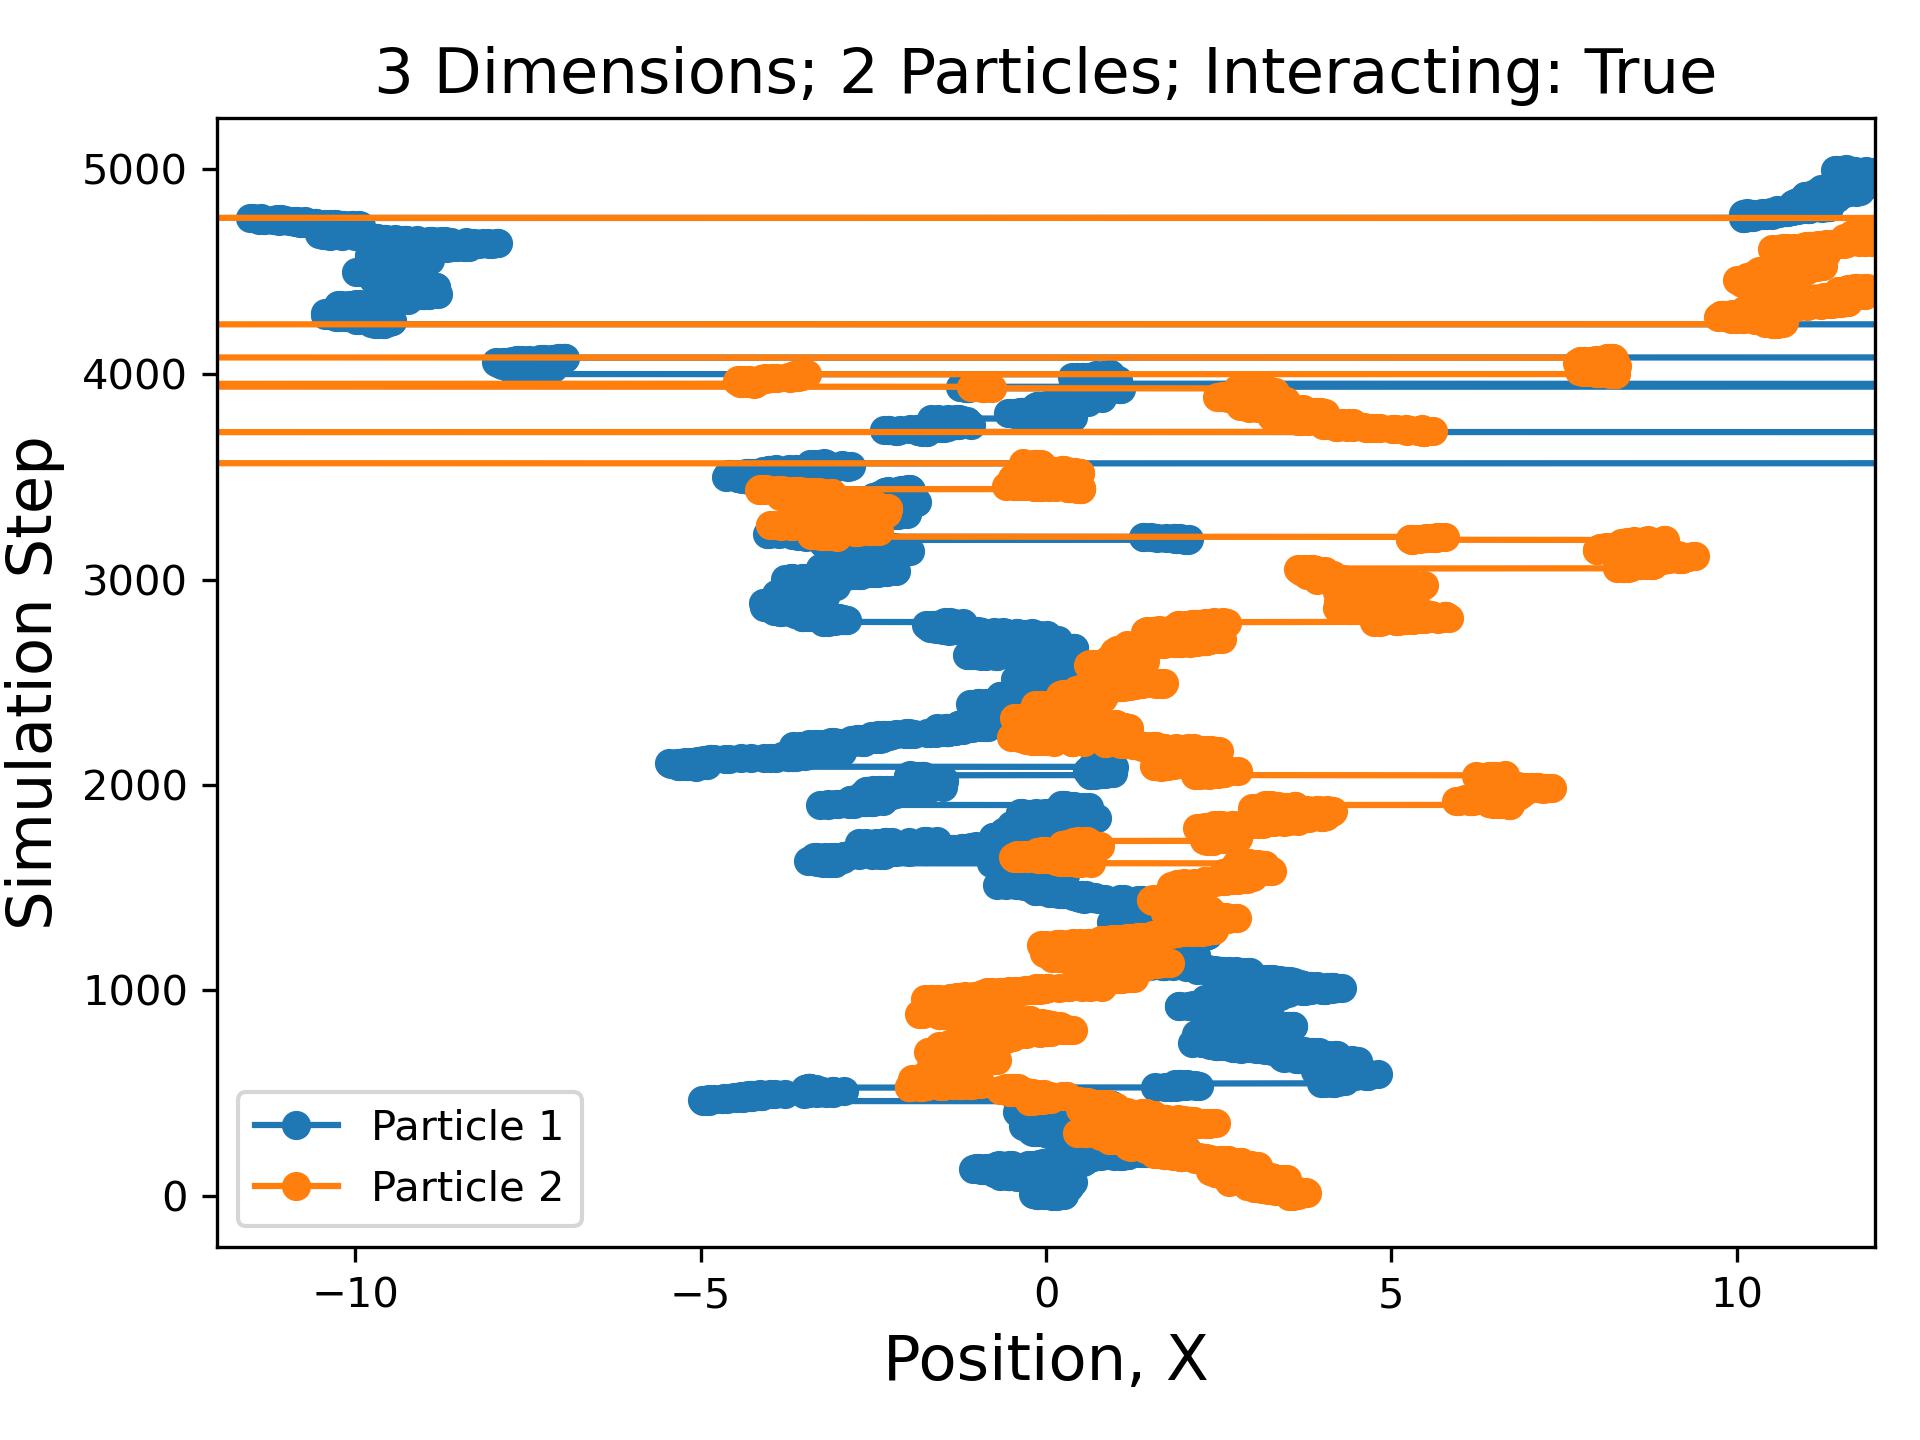 3 Dimensions; 2 Particles; Interacting: True
Simulation Step
5000
4000
3000
2000
1000
0
Particle 1
Particle 2
−10
−5
0
5
10
Position, X